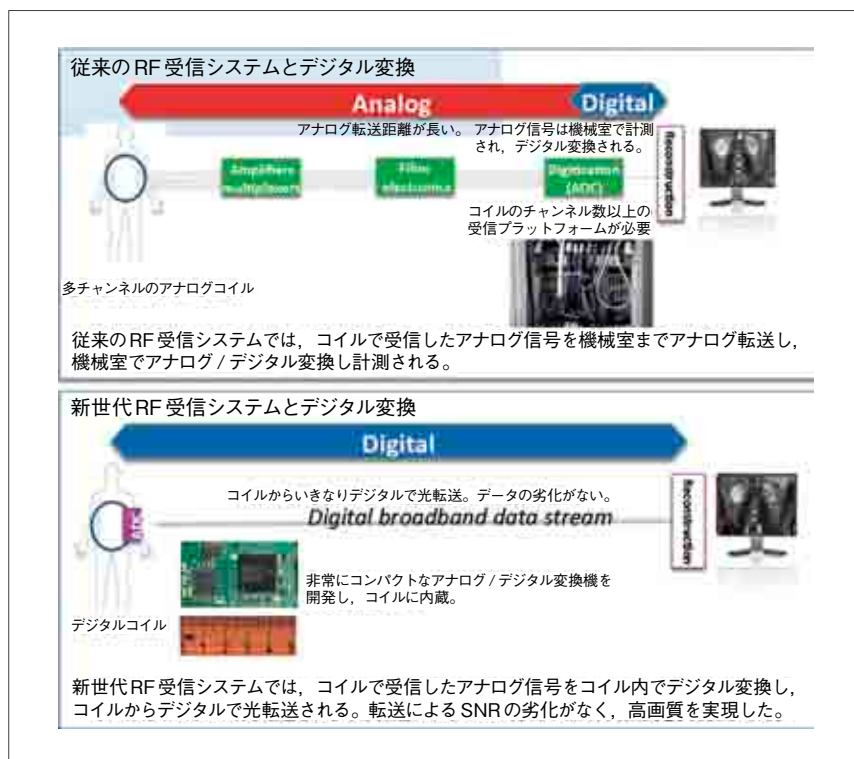 従来のRF受信システムとデジタル変換
Analog
Digital
アナログ転送距離が長い。
アナログ信号は機械室で計測
され，デジタル変換される。
Amplifiers
multiplexers
Fiber
electronics
Digitization
(ADC)
Reconstruction
コイルのチャンネル数以上の
受信プラットフォームが必要
多チャンネルのアナログコイル
従来のRF受信システムでは，コイルで受信したアナログ信号を機械室までアナログ転送し，
機械室でアナログ / デジタル変換し計測される。
新世代RF受信システムとデジタル変換
Digital
コイルからいきなりデジタルで光転送。データの劣化がない。
Digital broadband data stream
ADC
Reconstruction
非常にコンパクトなアナログ / デジタル変換機を
開発し，コイルに内蔵。
デジタルコイル
新世代RF受信システムでは，コイルで受信したアナログ信号をコイル内でデジタル変換し，
コイルからデジタルで光転送される。転送によるSNRの劣化がなく，高画質を実現した。